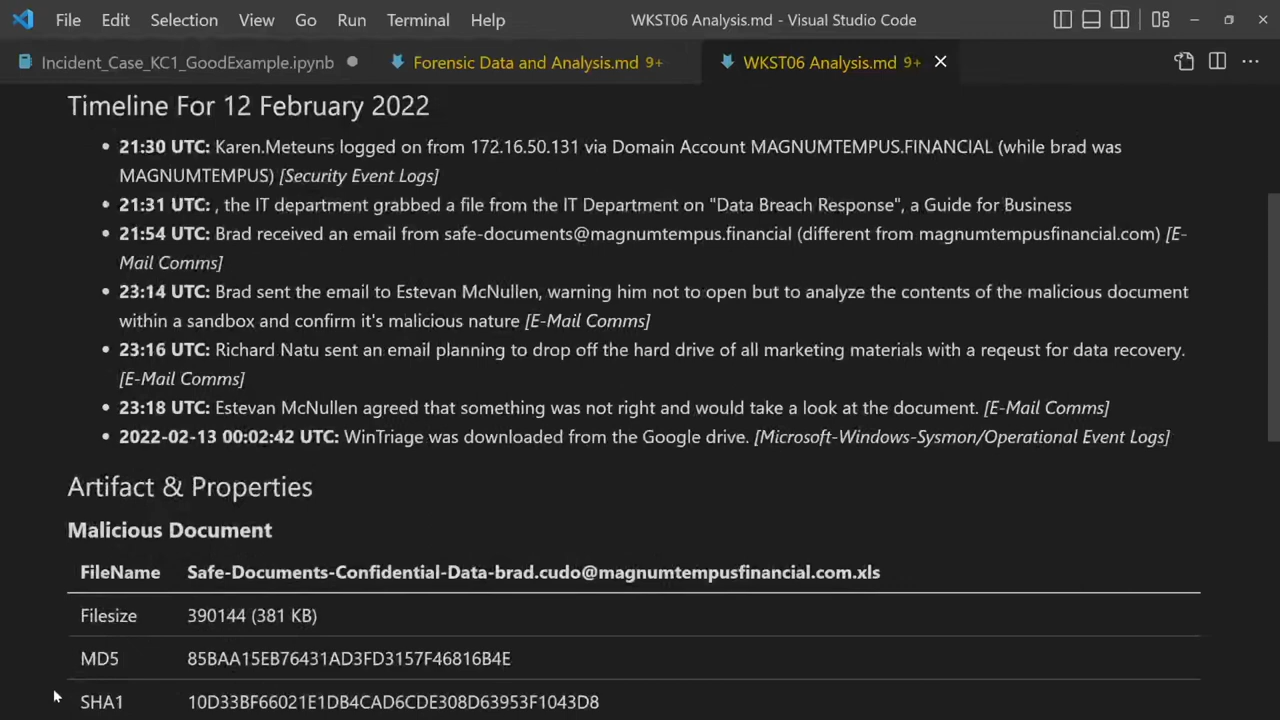 File Edit Selection View Go Run Terminal Help WKST06 Analysis.md - Visual Studio Code
Incident_Case_KC1_GoodExample.ipynb Forensic Data and Analysis.md 9+ WKST06 Analysis.md 9+
Timeline For 12 February 2022
• 21:30 UTC: Karen.Meteuns logged on from 172.16.50.131 via Domain Account MAGNUMTEMPUS.FINANCIAL (while brad was
MAGNUMTEMPUS) [Security Event Logs]
• 21:31 UTC: , the IT department grabbed a file from the IT Department on "Data Breach Response", a Guide for Business
• 21:54 UTC: Brad received an email from safe-documents@magnumtempus.financial (different from magnumtempusfinancial.com) [E-
Mail Comms]
• 23:14 UTC: Brad sent the email to Estevan McNullen, warning him not to open but to analyze the contents of the malicious document
within a sandbox and confirm it's malicious nature [E-Mail Comms]
• 23:16 UTC: Richard Natu sent an email planning to drop off the hard drive of all marketing materials with a reqeust for data recovery.
[E-Mail Comms]
• 23:18 UTC: Estevan McNullen agreed that something was not right and would take a look at the document. [E-Mail Comms]
• 2022-02-13 00:02:42 UTC: WinTriage was downloaded from the Google drive. [Microsoft-Windows-Sysmon/Operational Event Logs]
Artifact & Properties
Malicious Document
FileName Safe-Documents-Confidential-Data-brad.cudo@magnumtempusfinancial.com.xls
Filesize 390144 (381 KB)
MD5 85BAA15EB76431AD3FD3157F46816B4E
SHA1 10D33BF66021E1DB4CAD6CDE308D63953F1043D8